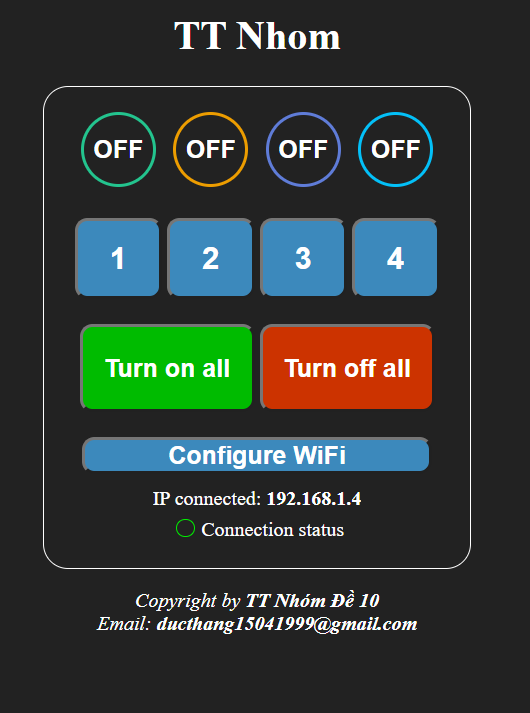 TT Nhom
OFF OFF OFF OFF
1 2 3 4
Turn on all Turn off all
Configure WiFi
IP connected: 192.168.1.4
Connection status
Copyright by TT Nhóm Đề 10
Email: ducthang15041999@gmail.com